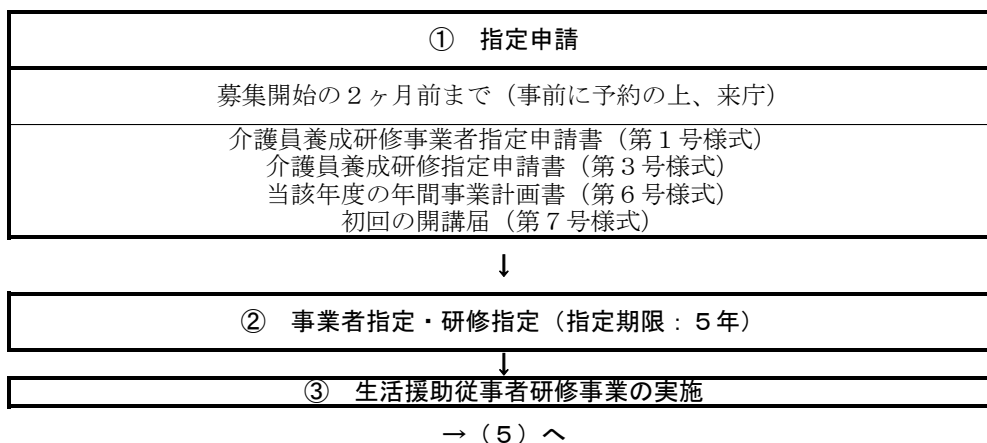 ①　指定申請
募集開始の２ヶ月前まで（事前に予約の上、来庁）
介護員養成研修事業者指定申請書（第１号様式）
介護員養成研修指定申請書（第３号様式）
当該年度の年間事業計画書（第６号様式）
初回の開講届（第７号様式）
↓
②　事業者指定・研修指定（指定期限：５年）
↓
③　生活援助従事者研修事業の実施
→（５）へ